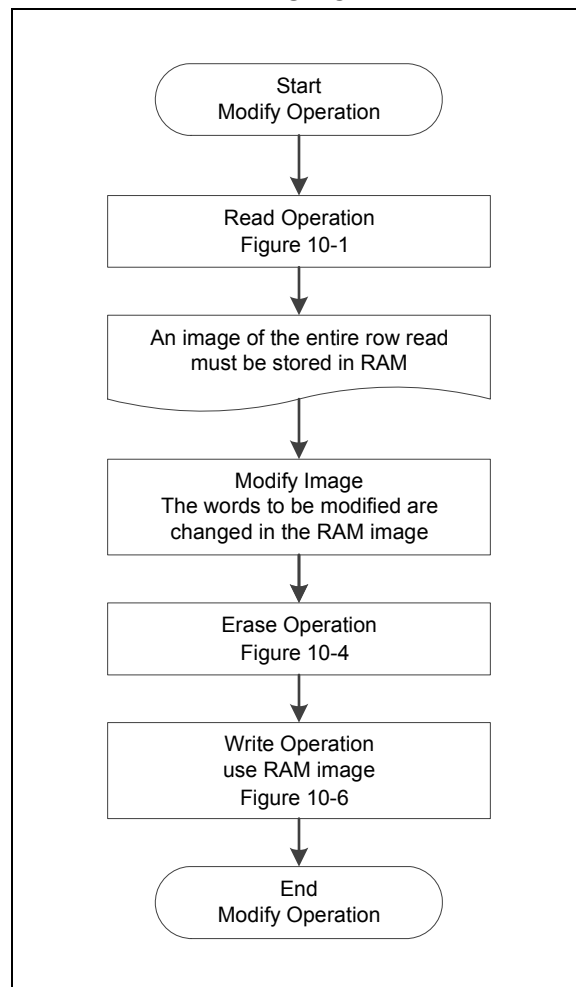 Start
Modify Operation
Read Operation
Figure 10-1
An image of the entire row read
must be stored in RAM
Modify Image
The words to be modified are
changed in the RAM image
Erase Operation
Figure 10-4
Write Operation
use RAM image
Figure 10-6
End
Modify Operation